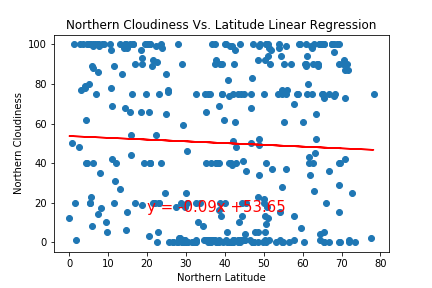 Northern Cloudiness Vs. Latitude Linear Regression
100
80
60
40
20
0
Northern Cloudiness
y = -0.09x +53.65
0 10 20 30 40 50 60 70 80
Northern Latitude